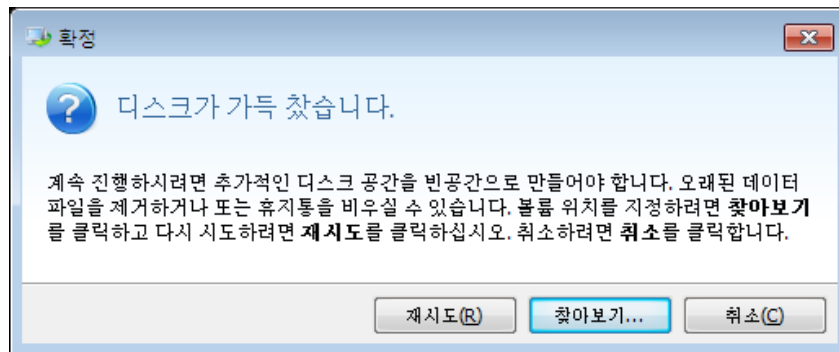 확정
디스크가 가득 찼습니다.
계속 진행하시려면 추가적인 디스크 공간을 빈공간으로 만들어야 합니다. 오래된 데이터
파일을 제거하거나 또는 휴지통을 비우실 수 있습니다. 볼륨 위치를 지정하려면 찾아보기
를 클릭하고 다시 시도하려면 재시도를 클릭하십시오. 취소하려면 취소를 클릭합니다.
재시도(R) 찾아보기... 취소(C)